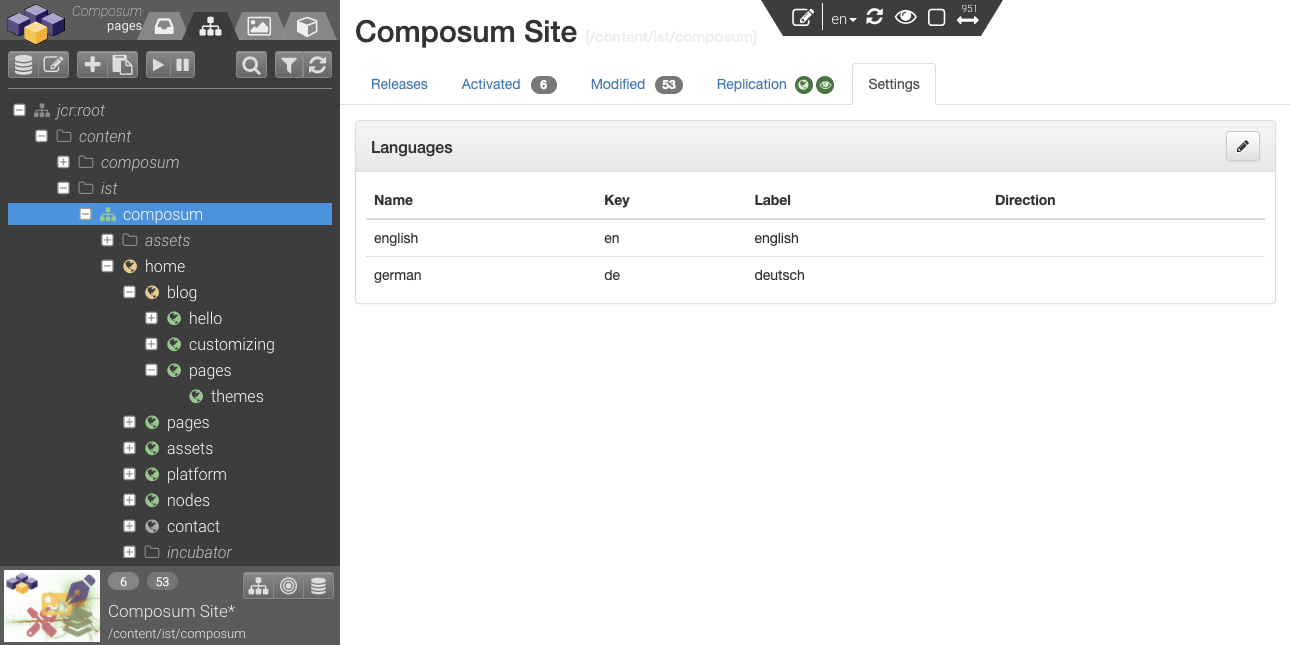 Composum
pages
jcr:root
content
composum
ist
composum
assets
home
blog
hello
customizing
pages
themes
pages
assets
platform
nodes
contact
incubator
6 53
Composum Site*
/content/ist/composum
en
951
Composum Site [/content/ist/composum]
Releases Activated 6 Modified 53 Replication Settings
Languages
Name Key Label Direction
english en english
german de deutsch